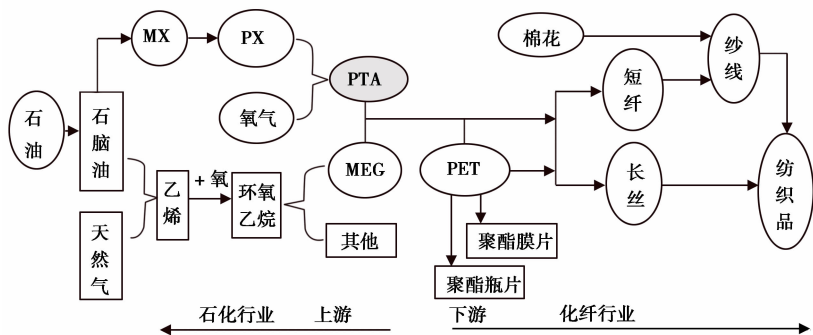 石油
石脑油
天然气
MX
PX
氧气
PTA
乙烯
+氧
环氧乙烷
MEG
其他
PET
聚酯膜片
聚酯瓶片
棉花
短纤
长丝
纱线
纺织品
石化行业 上游
下游 化纤行业